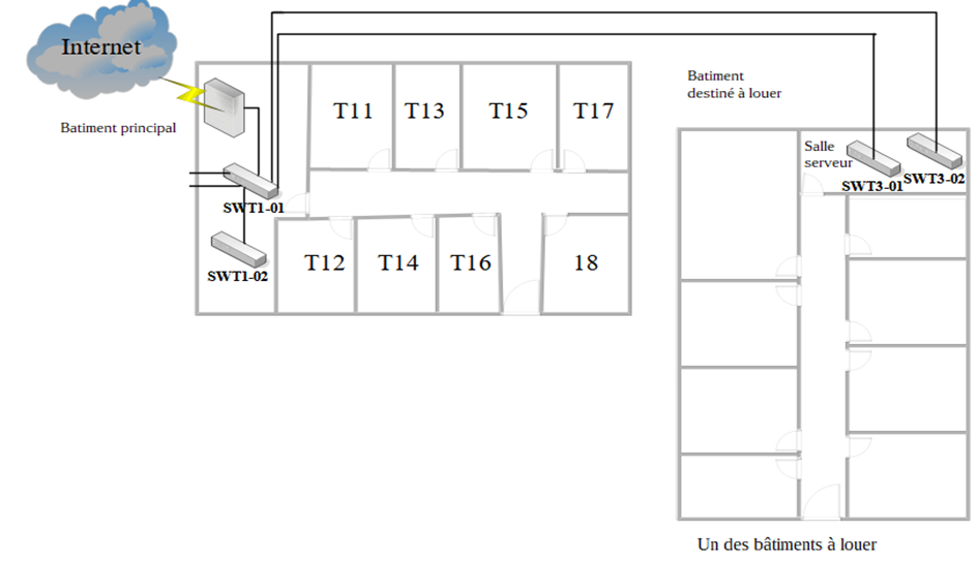 Internet
Batiment principal
T11
T13
T15
T17
SWT1-01
SWT1-02
T12
T14
T16
18
Batiment
destiné à louer
Salle
serveur
SWT3-01
SWT3-02
Un des bâtiments à louer